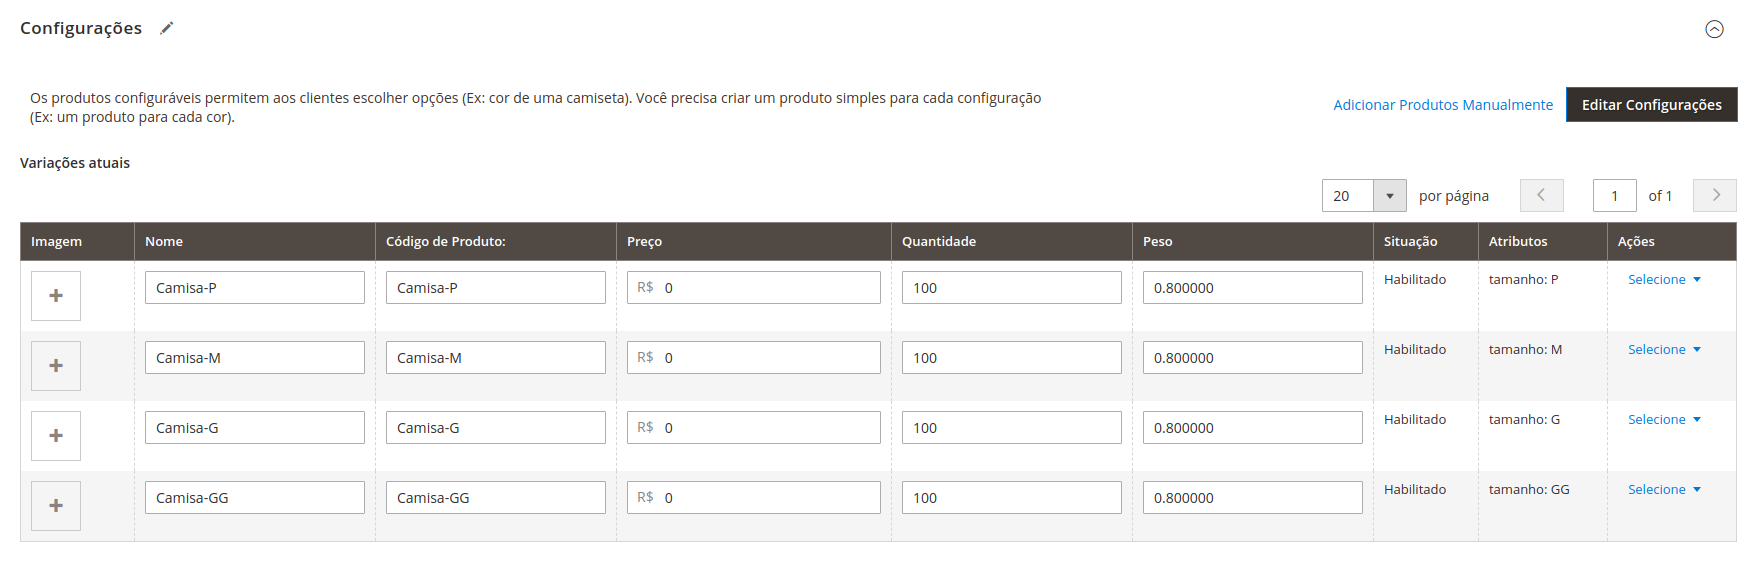 Configurações
Os produtos configuráveis permitem aos clientes escolher opções (Ex: cor de uma camiseta). Você precisa criar um produto simples para cada configuração
(Ex: um produto para cada cor).
Adicionar Produtos Manualmente
Editar Configurações
Variações atuais
20 por página 1 of 1
Imagem Nome Código de Produto: Preço Quantidade Peso Situação Atributos Ações
Camisa-P Camisa-P R$ 0 100 0.800000 Habilitado tamanho: P Selecione
Camisa-M Camisa-M R$ 0 100 0.800000 Habilitado tamanho: M Selecione
Camisa-G Camisa-G R$ 0 100 0.800000 Habilitado tamanho: G Selecione
Camisa-GG Camisa-GG R$ 0 100 0.800000 Habilitado tamanho: GG Selecione